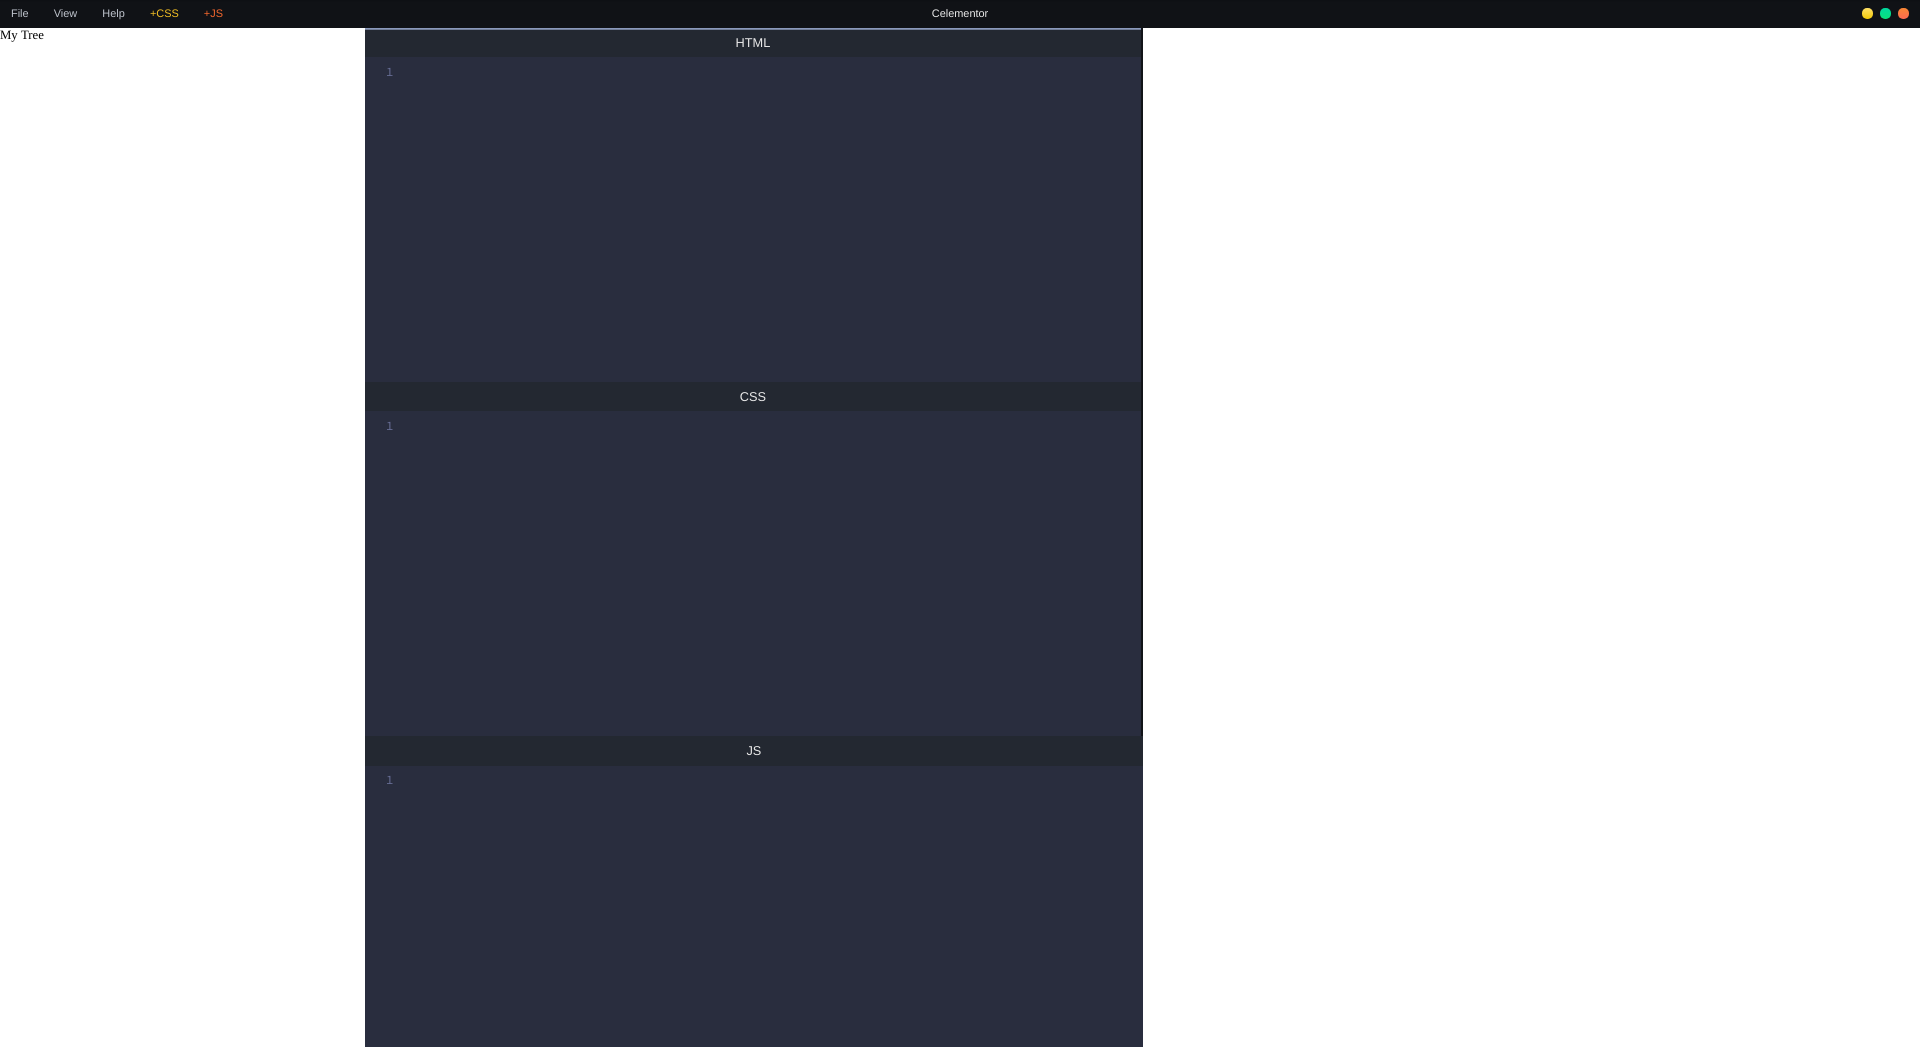 File View Help +CSS +JS Celementor
My Tree
HTML
1
CSS
1
JS
1